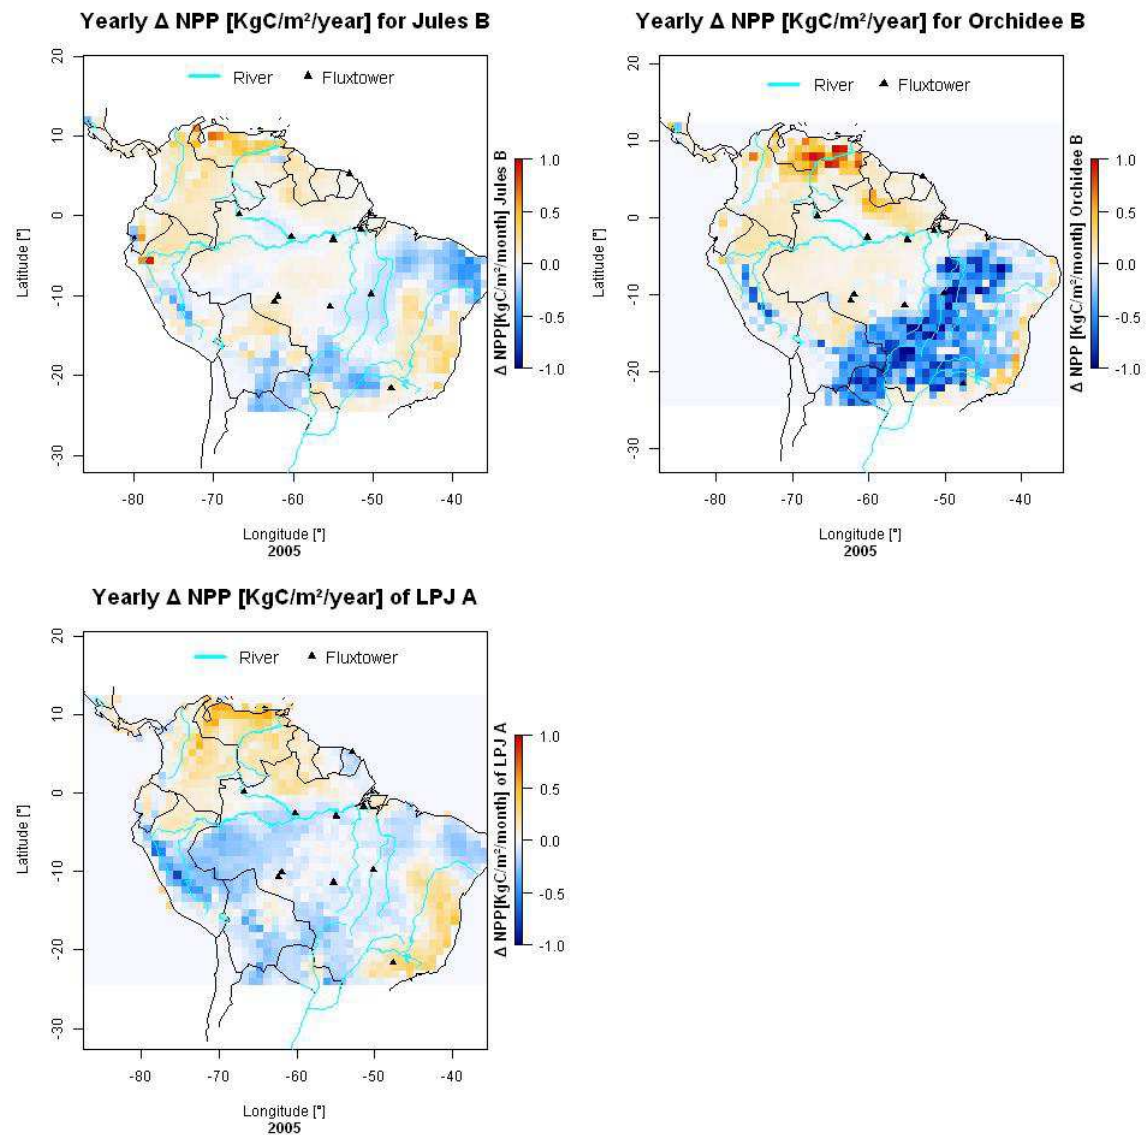 Yearly Δ NPP [KgC/m²/year] for Jules B
River
Fluxtower
20
10
0
-10
-20
-30
Latitude [°]
-80
-70
-60
-50
-40
Longitude [°]
2005
Δ NPP[KgC/m²/month] Jules B
1.0
0.5
0.0
-0.5
-1.0
Yearly Δ NPP [KgC/m²/year] for Orchidee B
River
Fluxtower
20
10
0
-10
-20
-30
Latitude [°]
-80
-70
-60
-50
-40
Longitude [°]
2005
Δ NPP [KgC/m²/month] Orchidee B
1.0
0.5
0.0
-0.5
-1.0
Yearly Δ NPP [KgC/m²/year] of LPJ A
River
Fluxtower
20
10
0
-10
-20
-30
Latitude [°]
-80
-70
-60
-50
-40
Longitude [°]
2005
Δ NPP[KgC/m²/month] of LPJ A
1.0
0.5
0.0
-0.5
-1.0